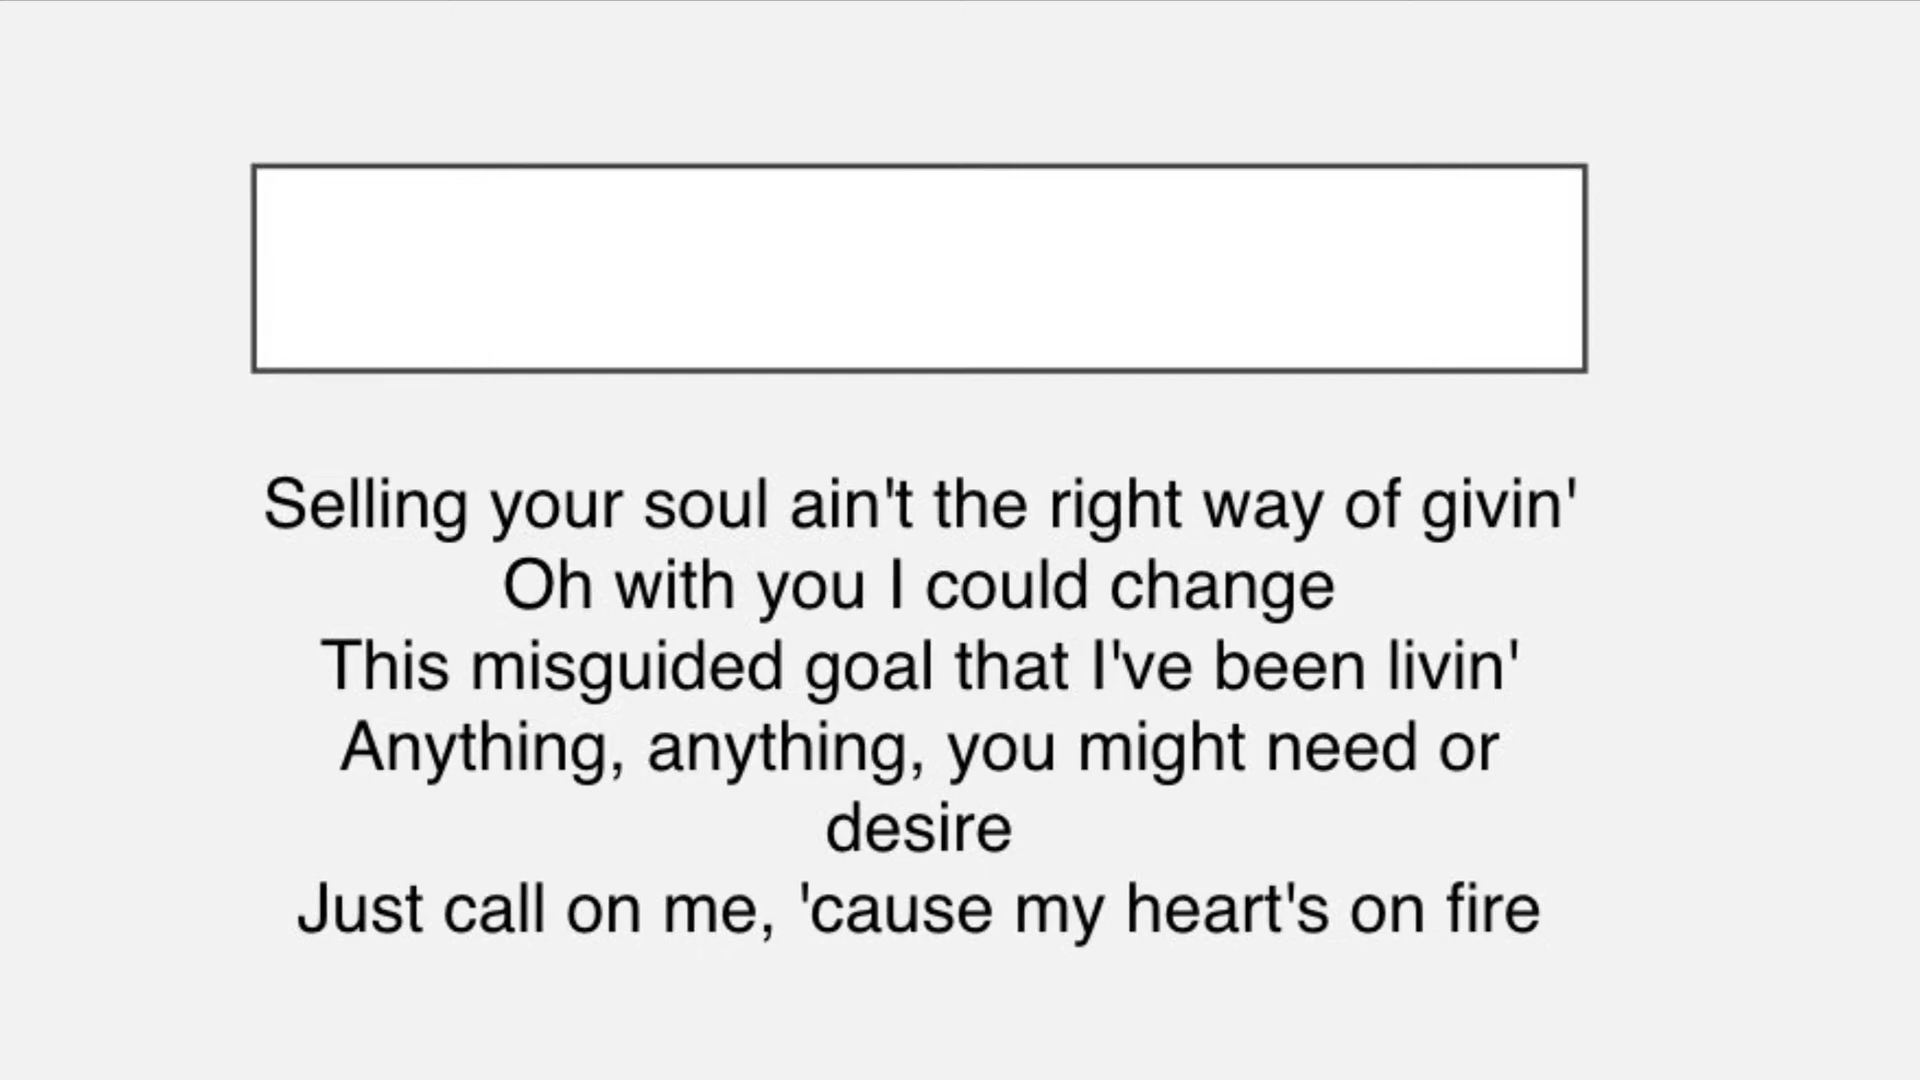 Selling your soul ain't the right way of givin'
Oh with you I could change
This misguided goal that I've been livin'
Anything, anything, you might need or
desire
Just call on me, 'cause my heart's on fire